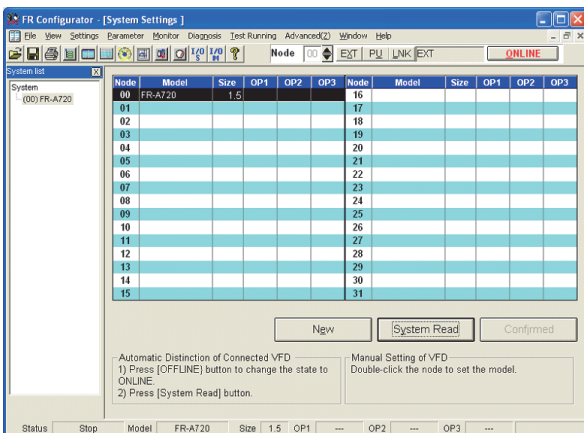 FR Configurator - [System Settings ]
File View Settings Parameter Monitor Diagnosis Test Running Advanced(Z) Window Help
I/O S I/O M ? Node 00 EXT PU LNK EXT ONLINE
System list X
System
(00) FR-A720
Node Model Size OP1 OP2 OP3 Node Model Size OP1 OP2 OP3
00 FR-A720 1.5 16
01 17
02 18
03 19
04 20
05 21
06 22
07 23
08 24
09 25
10 26
11 27
12 28
13 29
14 30
15 31
New System Read Confirmed
Automatic Distinction of Connected VFD
1) Press [OFFLINE) button to change the state to
ONLINE.
2) Press [System Read] button.
Manual Setting of VFD
Double-click the node to set the model.
Status Stop Model FR-A720 Size 1.5 OP1 --- OP2 --- OP3 ---